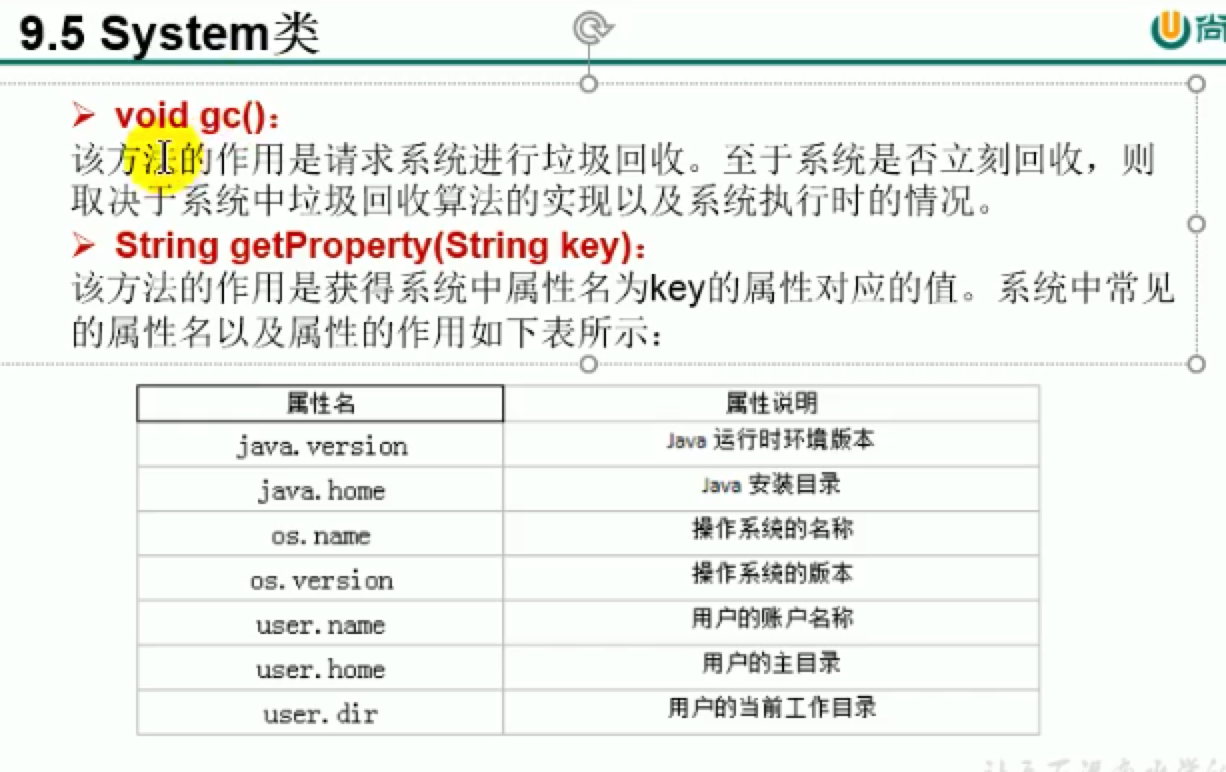 9.5 System类
尚
➢ void gc():
该方法的作用是请求系统进行垃圾回收。至于系统是否立刻回收，则
取决于系统中垃圾回收算法的实现以及系统执行时的情况。
➢ String getProperty(String key):
该方法的作用是获得系统中属性名为key的属性对应的值。系统中常见
的属性名以及属性的作用如下表所示：
属性名 属性说明
java.version Java 运行时环境版本
java.home Java 安装目录
os.name 操作系统的名称
os.version 操作系统的版本
user.name 用户的账户名称
user.home 用户的主目录
user.dir 用户的当前工作目录